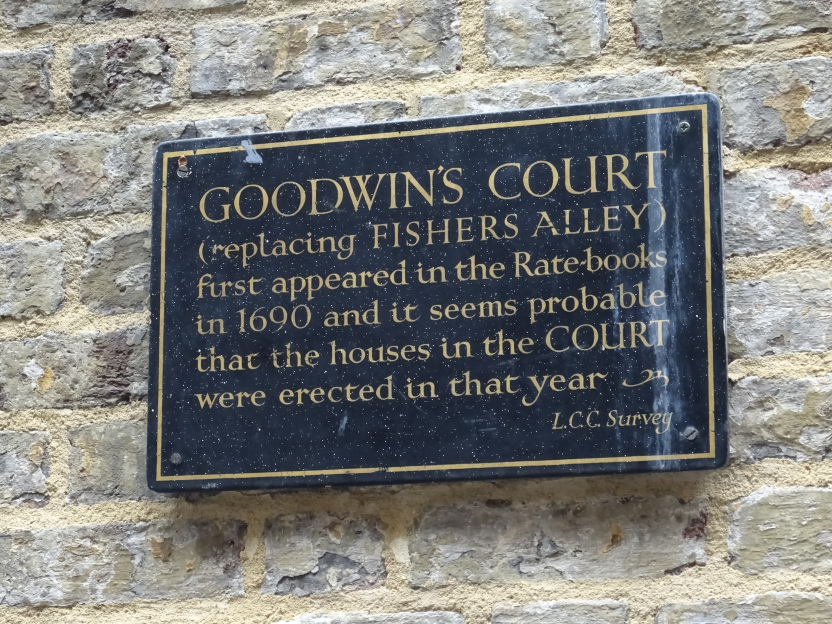 GOODWIN'S COURT
(replacing FISHERS ALLEY)
first appeared in the Rate-books
in 1690 and it seems probable
that the houses in the COURT
were erected in that year
L.C.C. Survey